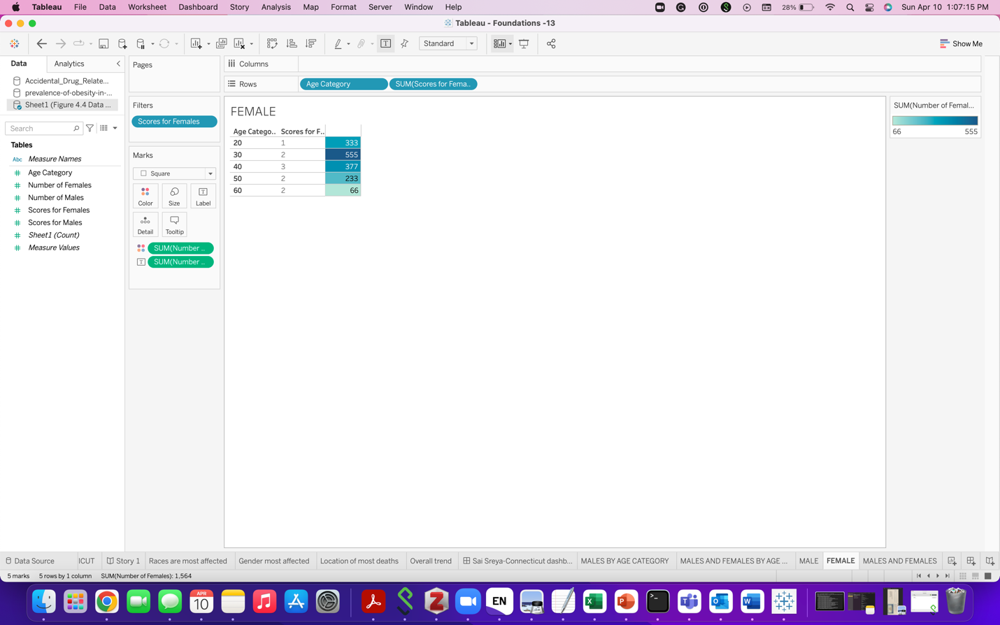 Tableau File Data Worksheet Dashboard Story Analysis Map Format Server Window Help 28% Sun Apr 10 1:07:15 PM
Tableau - Foundations -13
Standard Show Me
Data Analytics
Accidental_Drug_Relate...
prevalence-of-obesity-in-...
Sheet1 (Figure 4.4 Data ...
Search
Tables
Abc Measure Names
Age Category
Number of Females
Number of Males
Scores for Females
Scores for Males
Sheet1 (Count)
Measure Values
Pages
Filters
Scores for Females
Marks
Square
Color Size Label
Detail Tooltip
SUM(Number ..
SUM(Number ..
Columns
Rows Age Category SUM(Scores for Fema..
FEMALE
Age Catego.. Scores for F..
20 1 333
30 2 555
40 3 377
50 2 233
60 2 66
SUM(Number of Femal...
66 555
Data Source ICUT Story 1 Races are most affected Gender most affected Location of most deaths Overall trend Sai Sreya-Connecticut dashb... MALES BY AGE CATEGORY MALES AND FEMALES BY AGE ... MALE FEMALE MALES AND FEMALES
5 marks 5 rows by 1 column SUM(Number of Females): 1,564
APR
10
EN